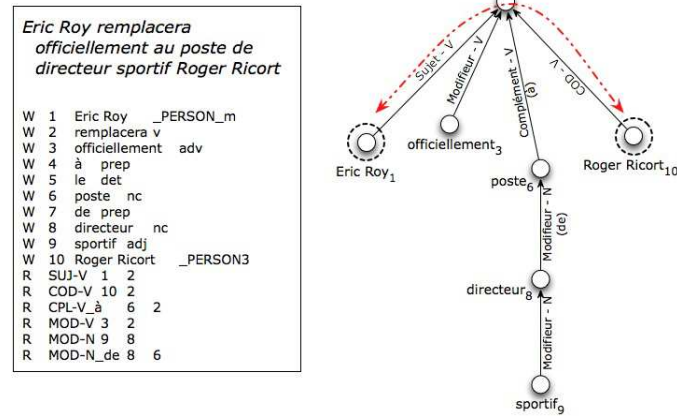 Eric Roy remplacera
officiellement au poste de
directeur sportif Roger Ricort
W 1 Eric Roy _PERSON_m
W 2 remplacera v
W 3 officiellement adv
W 4 à prep
W 5 le det
W 6 poste nc
W 7 de prep
W 8 directeur nc
W 9 sportif adj
W 10 Roger Ricort _PERSON3
R SUJ-V 1 2
R COD-V 10 2
R CPL-V_à 6 2
R MOD-V 3 2
R MOD-N 9 8
R MOD-N_de 8 6
Sujet - V
Modifieur - V
Complément - V
(à)
COD - V
Eric Roy1
officiellement3
Roger Ricort10
poste6
Modifieur - N
(de)
directeur8
Modifieur - N
sportif9